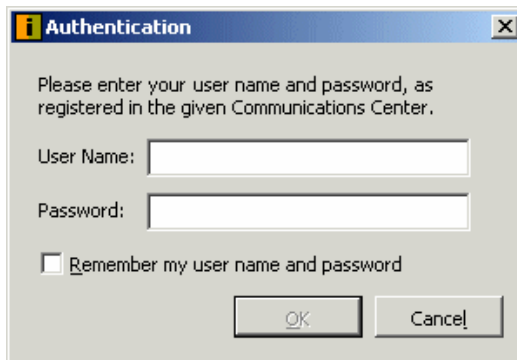 Authentication
Please enter your user name and password, as
registered in the given Communications Center.
User Name:
Password:
Remember my user name and password
OK
Cancel